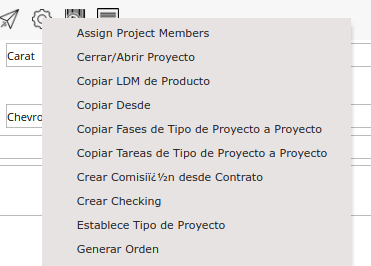 Assign Project Members
Carat
Cerrar/Abrir Proyecto
Copiar LDM de Producto
Copiar Desde
Chevro
Copiar Fases de Tipo de Proyecto a Proyecto
Copiar Tareas de Tipo de Proyecto a Proyecto
Crear Comisiï¿½n desde Contrato
Crear Checking
Establece Tipo de Proyecto
Generar Orden